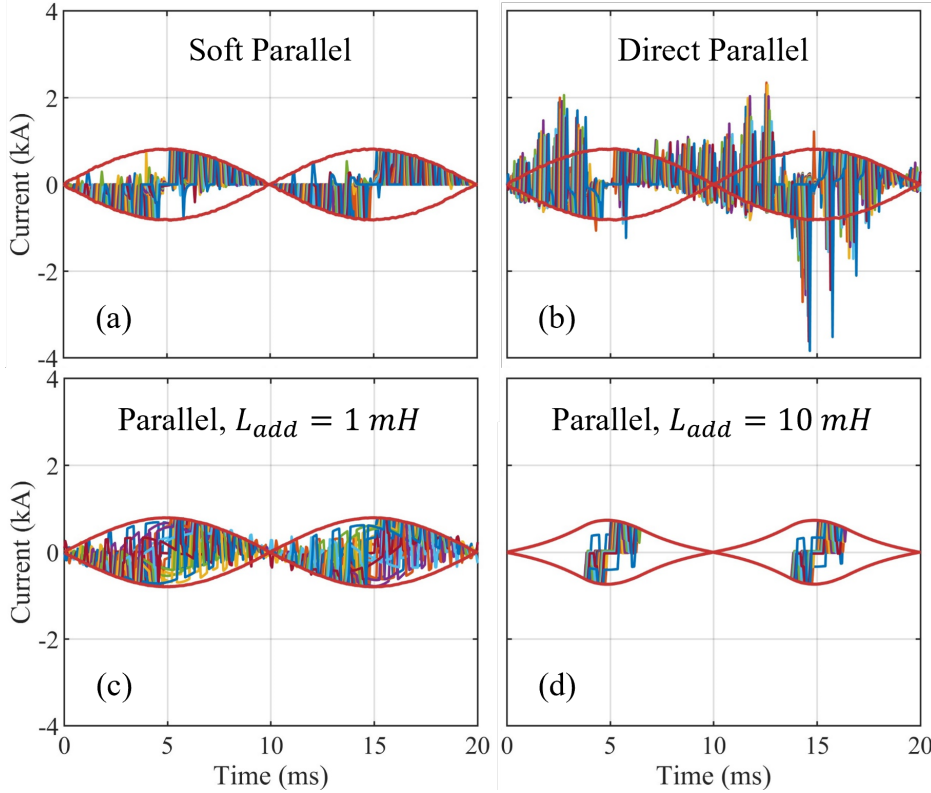 4
2
0
-2
-4
Current (kA)
Soft Parallel
(a)
Direct Parallel
(b)
4
2
0
-2
-4
Current (kA)
Parallel, L_add = 1 mH
(c)
0
5
10
15
20
Time (ms)
Parallel, L_add = 10 mH
(d)
0
5
10
15
20
Time (ms)